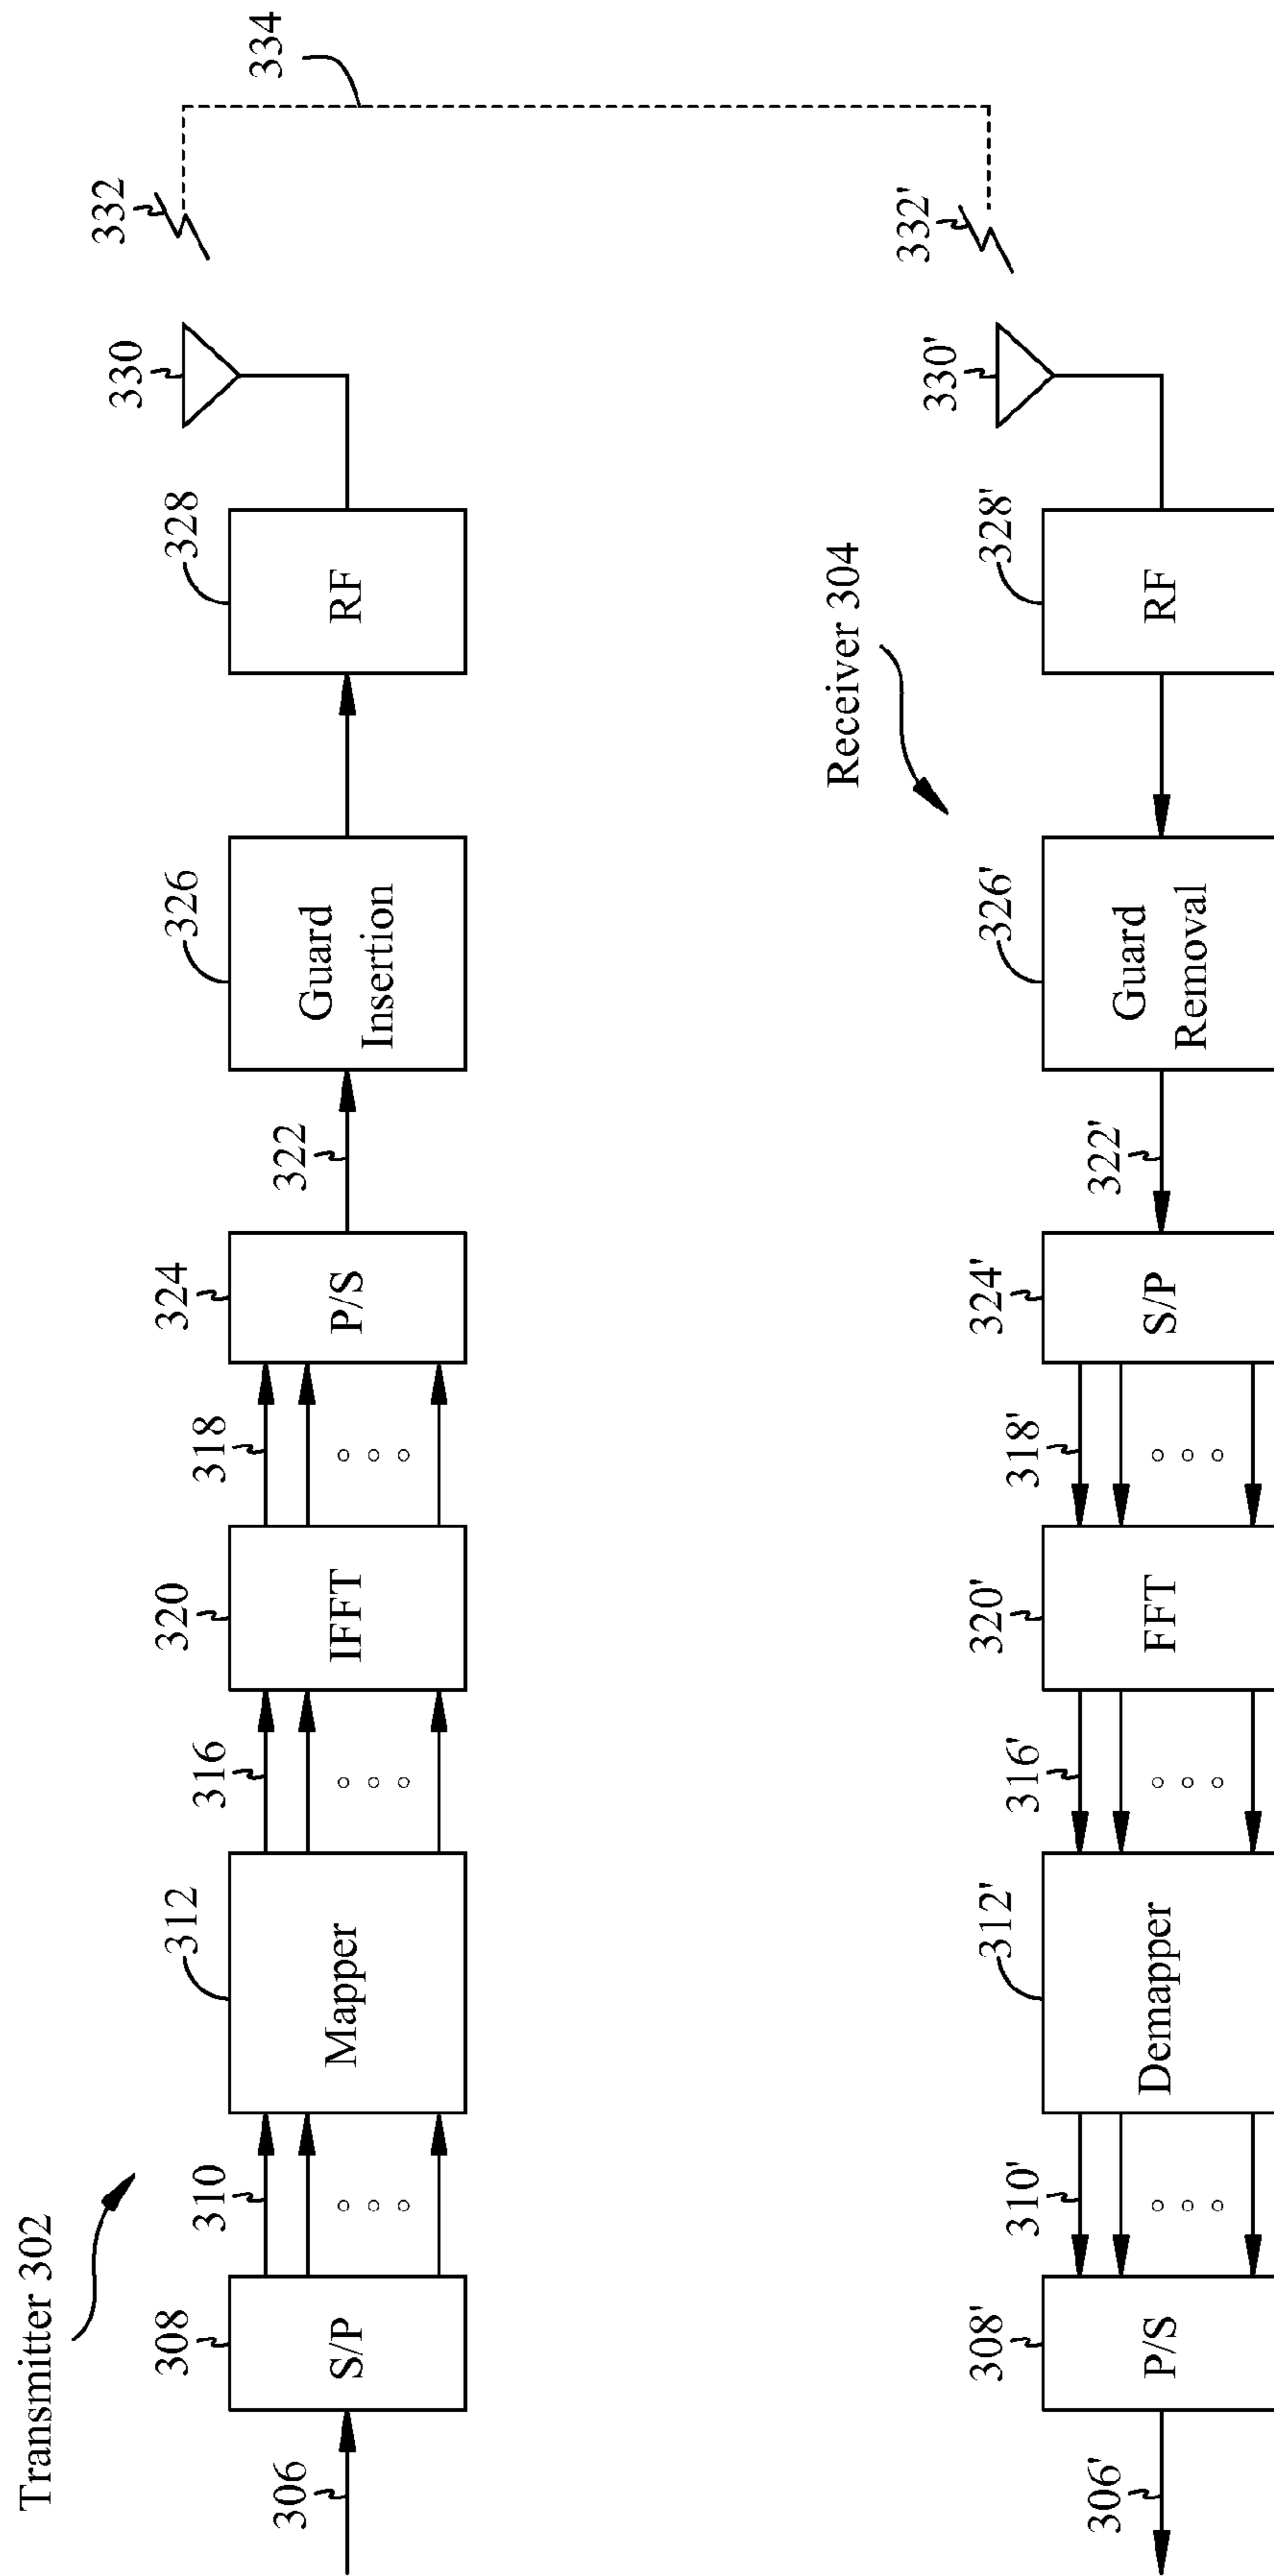 Transmitter 302
306
308
S/P
310
312
Mapper
316
320
IFFT
318
324
P/S
322
326
Guard
Insertion
328
RF
330
332
334
Receiver 304
306'
308'
P/S
310'
312'
Demapper
316'
320'
FFT
318'
324'
S/P
322'
326'
Guard
Removal
328'
RF
330'
332'